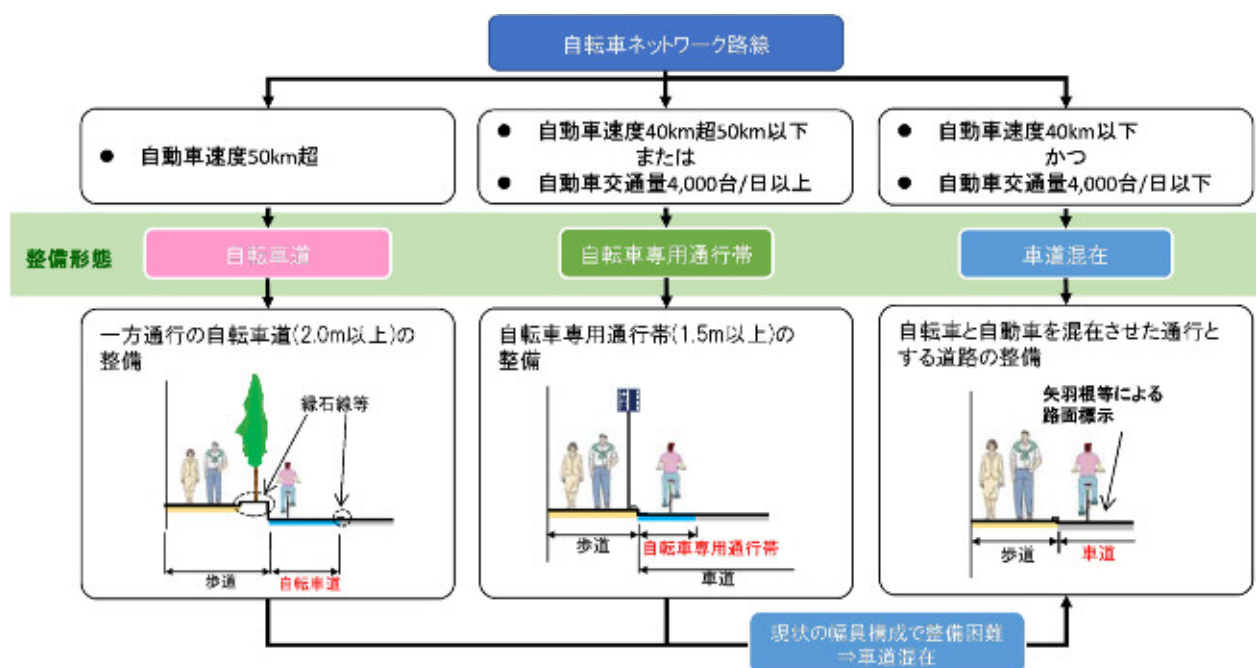 自転車ネットワーク路線
● 自動車速度50km超
● 自動車速度40km超50km以下
または
● 自動車交通量4,000台/日以上
● 自動車速度40km以下
かつ
● 自動車交通量4,000台/日以下
整備形態
自転車道
自転車専用通行帯
車道混在
一方通行の自転車道(2.0m以上)の
整備
縁石線等
歩道
自転車道
自転車専用通行帯(1.5m以上)の
整備
歩道
自転車専用通行帯
車道
自転車と自動車を混在させた通行と
する道路の整備
矢羽根等による
路面標示
歩道
車道
現状の幅員構成で整備困難
⇒車道混在